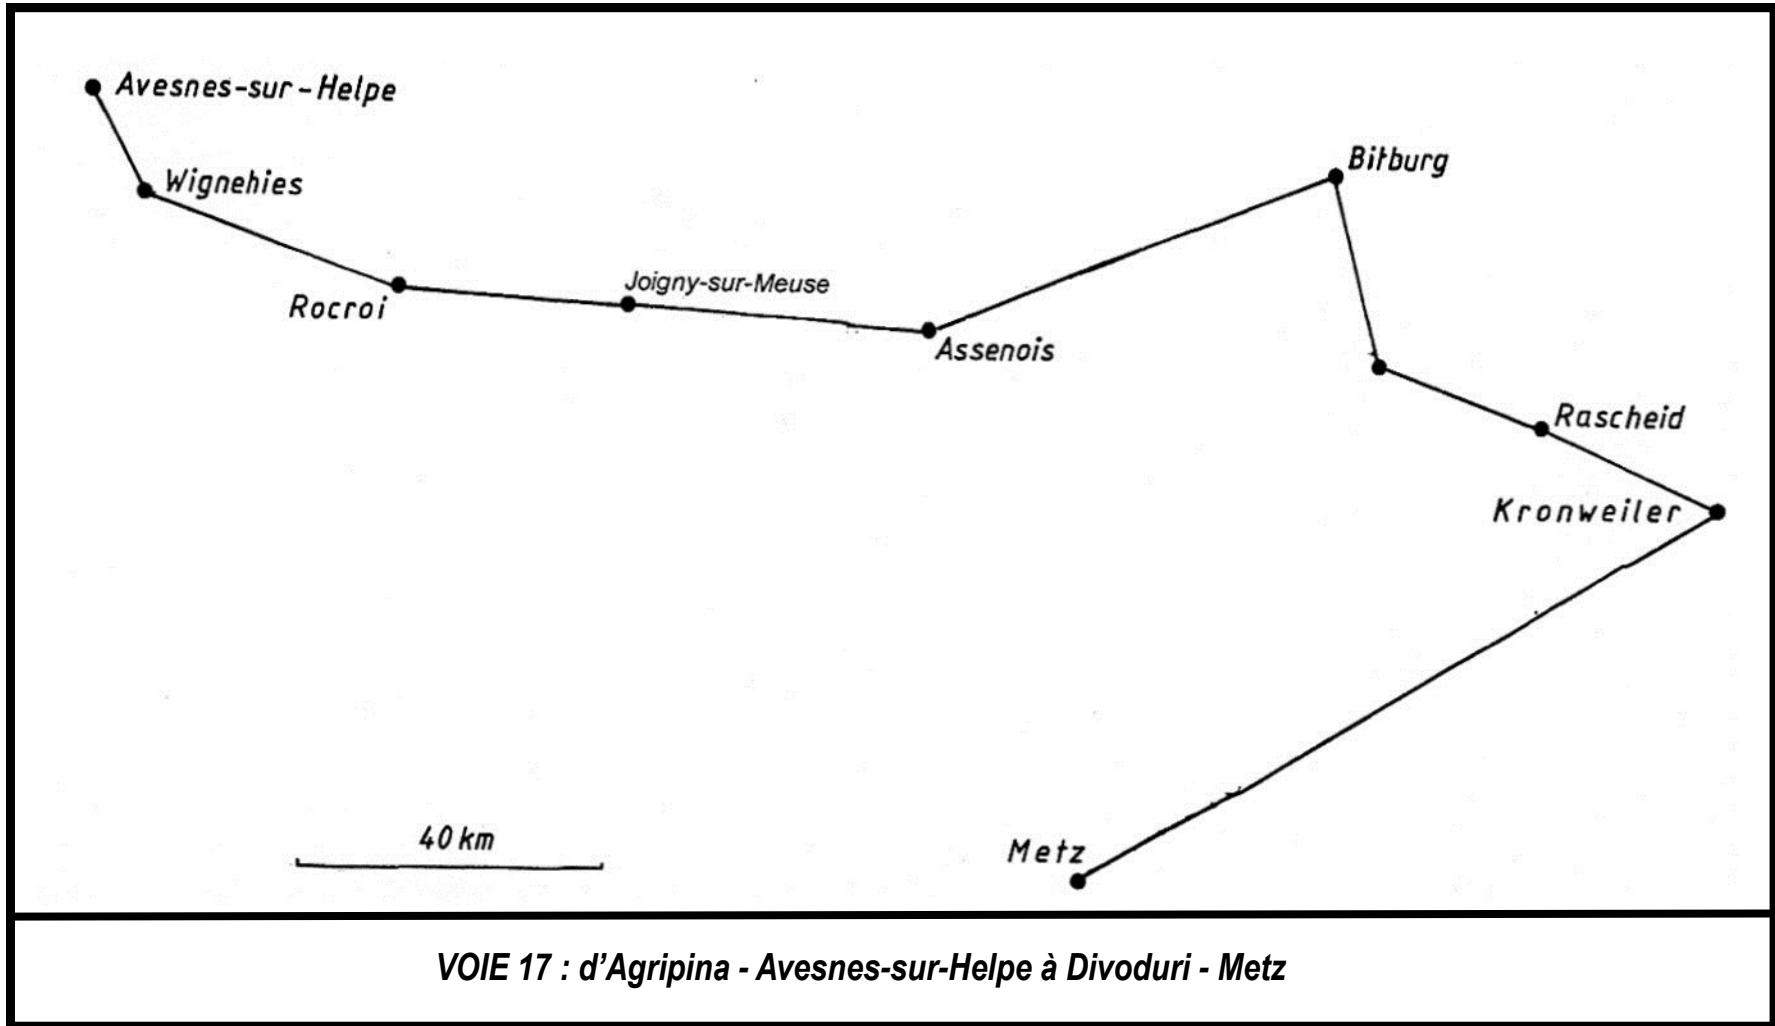 Avesnes-sur-Helpe
Bitburg
Wignehies
Joigny-sur-Meuse
Rocroi
Assenois
Rascheid
Kronweiler
40 km
Metz
VOIE 17 : d’Agripina - Avesnes-sur-Helpe à Divoduri - Metz